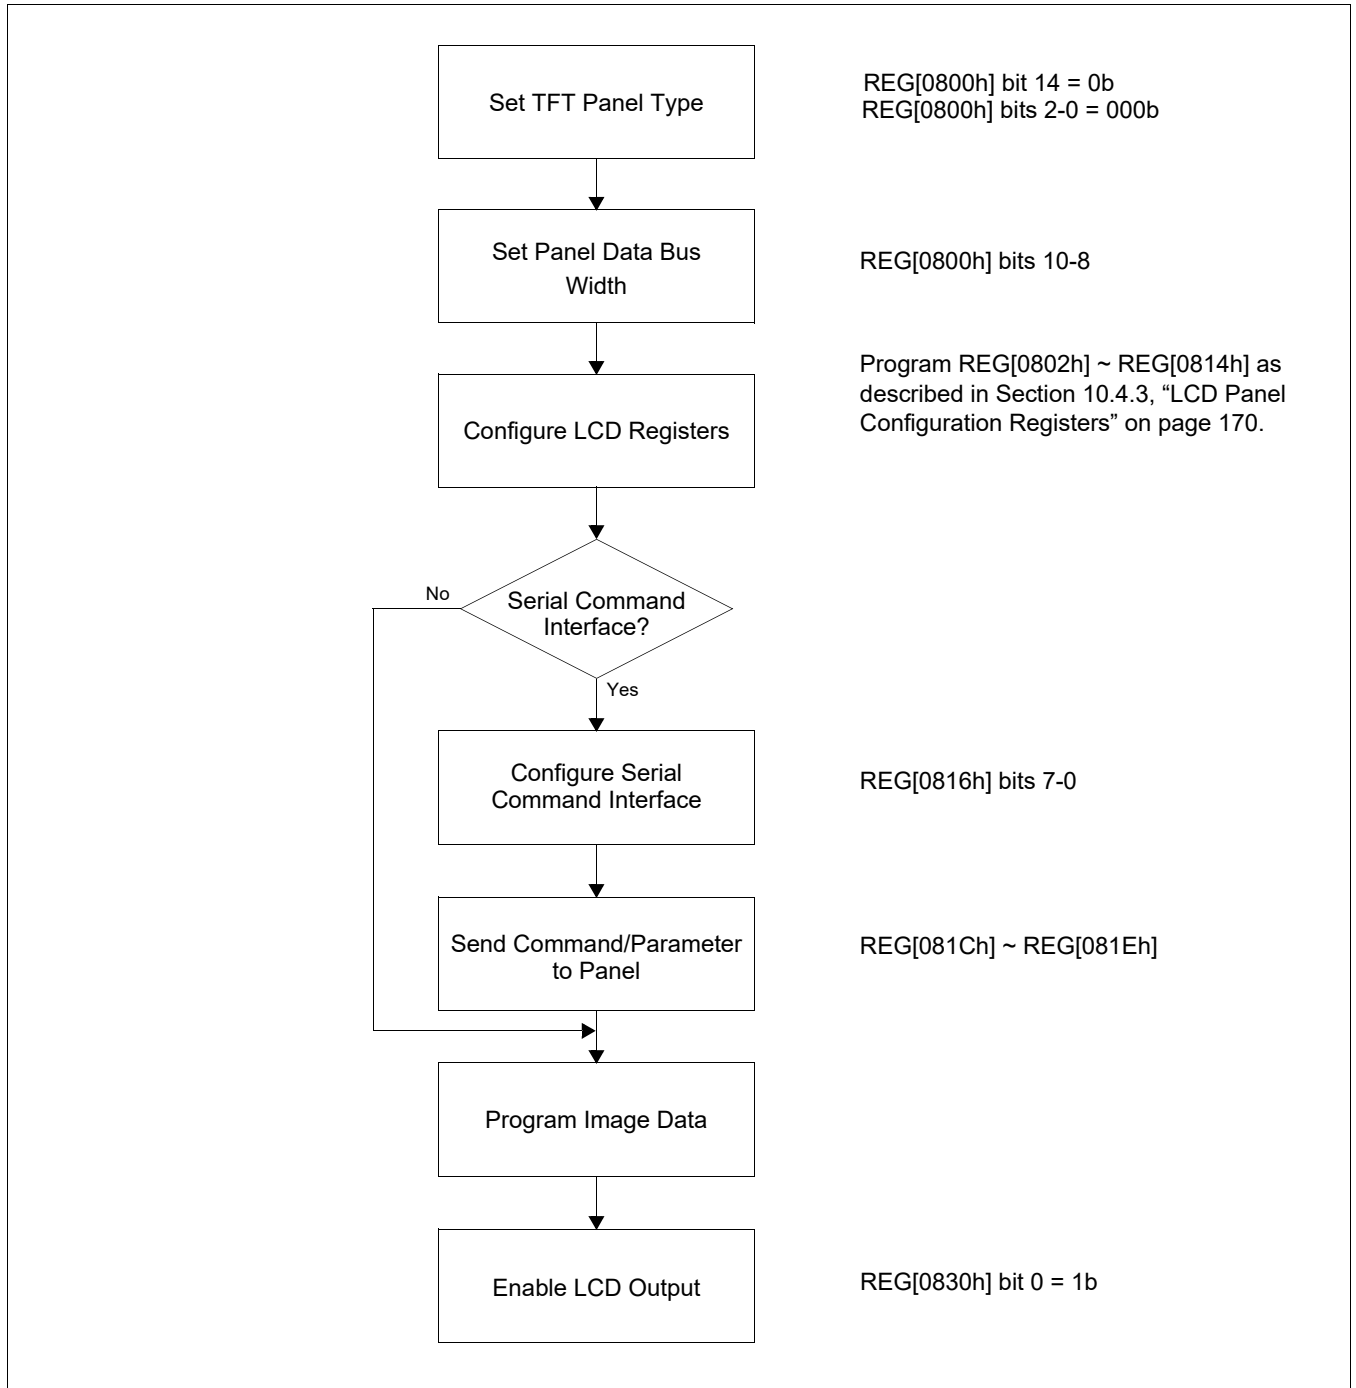 Set TFT Panel Type
REG[0800h] bit 14 = 0b
REG[0800h] bits 2-0 = 000b
Set Panel Data Bus
Width
REG[0800h] bits 10-8
Configure LCD Registers
Program REG[0802h] ~ REG[0814h] as
described in Section 10.4.3, “LCD Panel
Configuration Registers” on page 170.
No
Serial Command
Interface?
Yes
Configure Serial
Command Interface
REG[0816h] bits 7-0
Send Command/Parameter
to Panel
REG[081Ch] ~ REG[081Eh]
Program Image Data
Enable LCD Output
REG[0830h] bit 0 = 1b